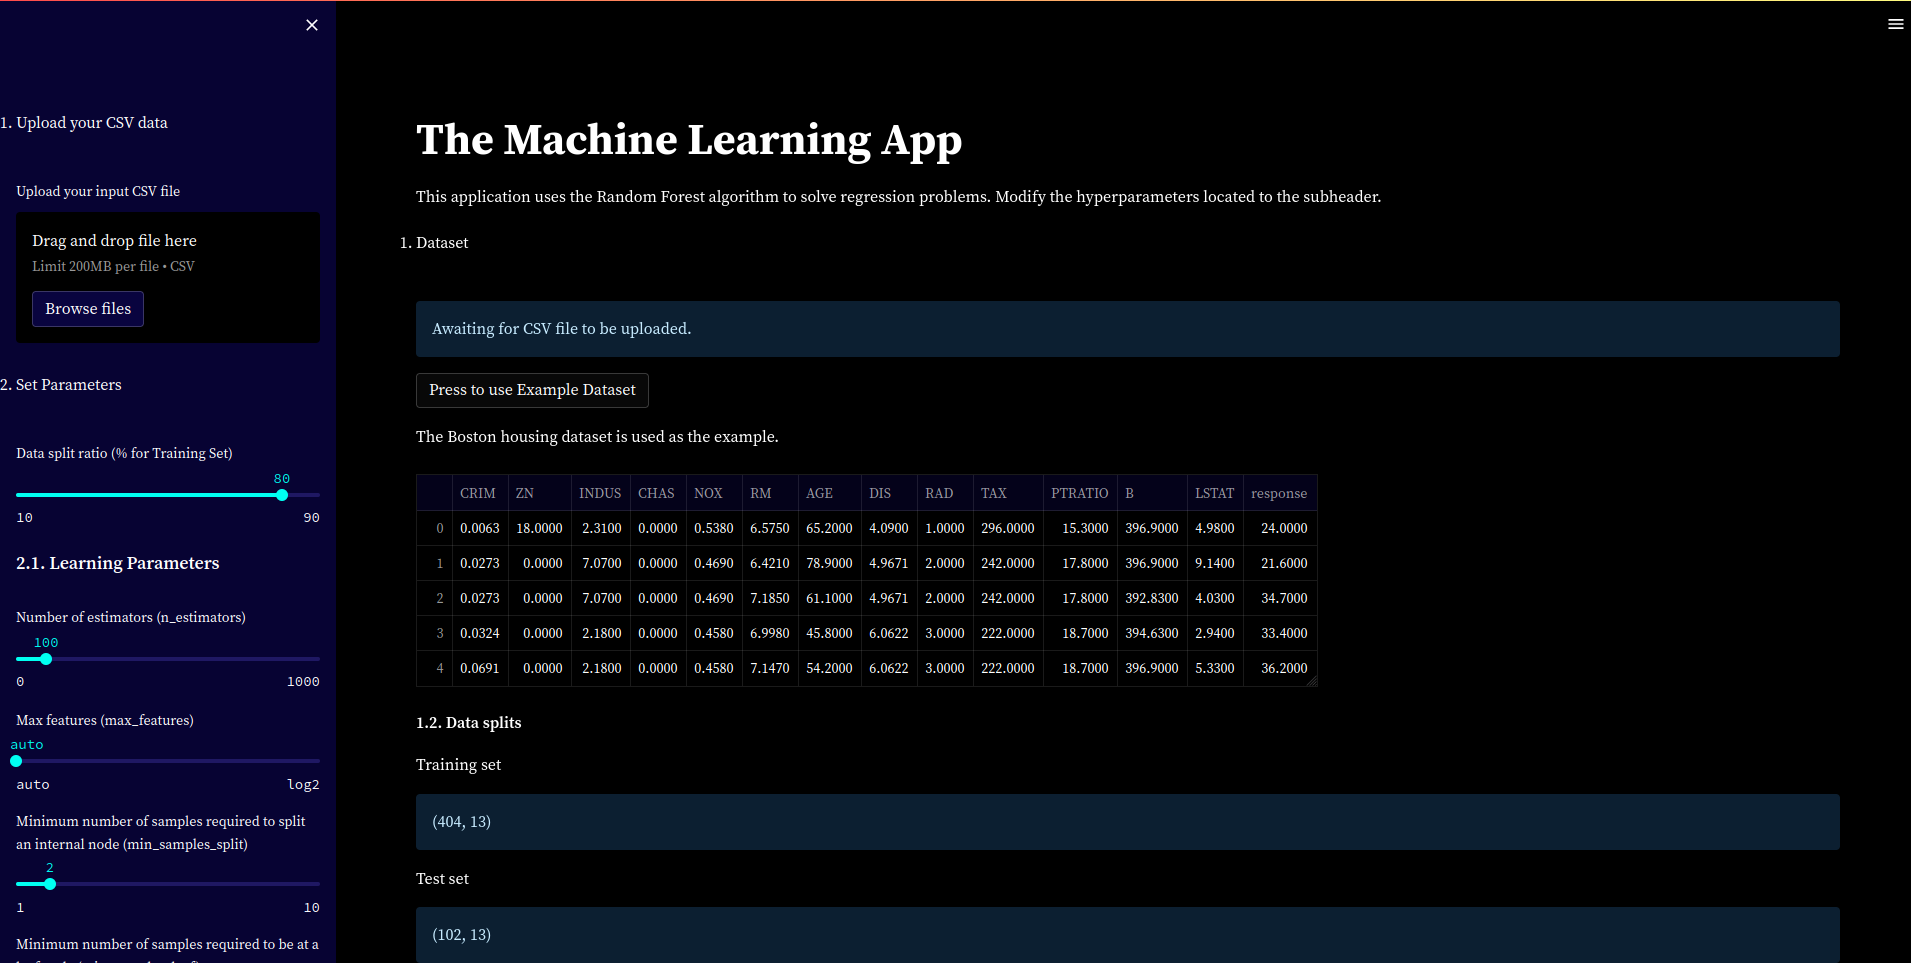 1. Upload your CSV data
Upload your input CSV file
Drag and drop file here
Limit 200MB per file • CSV
Browse files
2. Set Parameters
Data split ratio (% for Training Set)
80
10 90
2.1. Learning Parameters
Number of estimators (n_estimators)
100
0 1000
Max features (max_features)
auto
auto log2
Minimum number of samples required to split
an internal node (min_samples_split)
2
1 10
Minimum number of samples required to be at a
The Machine Learning App
This application uses the Random Forest algorithm to solve regression problems. Modify the hyperparameters located to the subheader.
1. Dataset
Awaiting for CSV file to be uploaded.
Press to use Example Dataset
The Boston housing dataset is used as the example.
CRIM ZN INDUS CHAS NOX RM AGE DIS RAD TAX PTRATIO B LSTAT response
0 0.0063 18.0000 2.3100 0.0000 0.5380 6.5750 65.2000 4.0900 1.0000 296.0000 15.3000 396.9000 4.9800 24.0000
1 0.0273 0.0000 7.0700 0.0000 0.4690 6.4210 78.9000 4.9671 2.0000 242.0000 17.8000 396.9000 9.1400 21.6000
2 0.0273 0.0000 7.0700 0.0000 0.4690 7.1850 61.1000 4.9671 2.0000 242.0000 17.8000 392.8300 4.0300 34.7000
3 0.0324 0.0000 2.1800 0.0000 0.4580 6.9980 45.8000 6.0622 3.0000 222.0000 18.7000 394.6300 2.9400 33.4000
4 0.0691 0.0000 2.1800 0.0000 0.4580 7.1470 54.2000 6.0622 3.0000 222.0000 18.7000 396.9000 5.3300 36.2000
1.2. Data splits
Training set
(404, 13)
Test set
(102, 13)